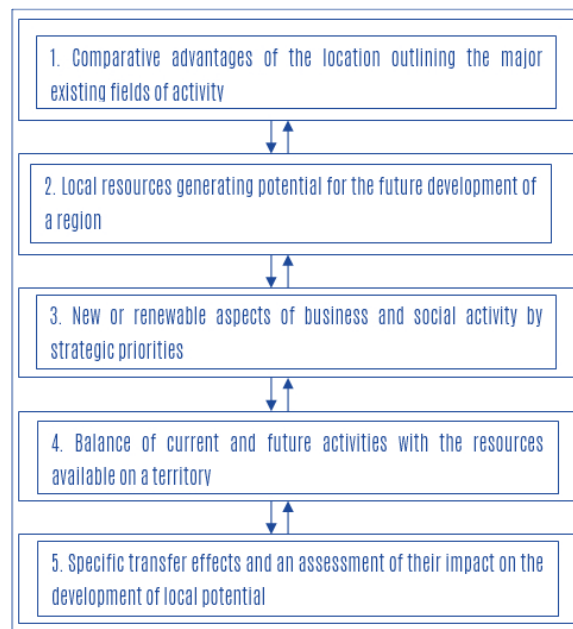 1. Comparative advantages of the location outlining the major
existing fields of activity
2. Local resources generating potential for the future development of
a region
3. New or renewable aspects of business and social activity by
strategic priorities
4. Balance of current and future activities with the resources
available on a territory
5. Specific transfer effects and an assessment of their impact on the
development of local potential